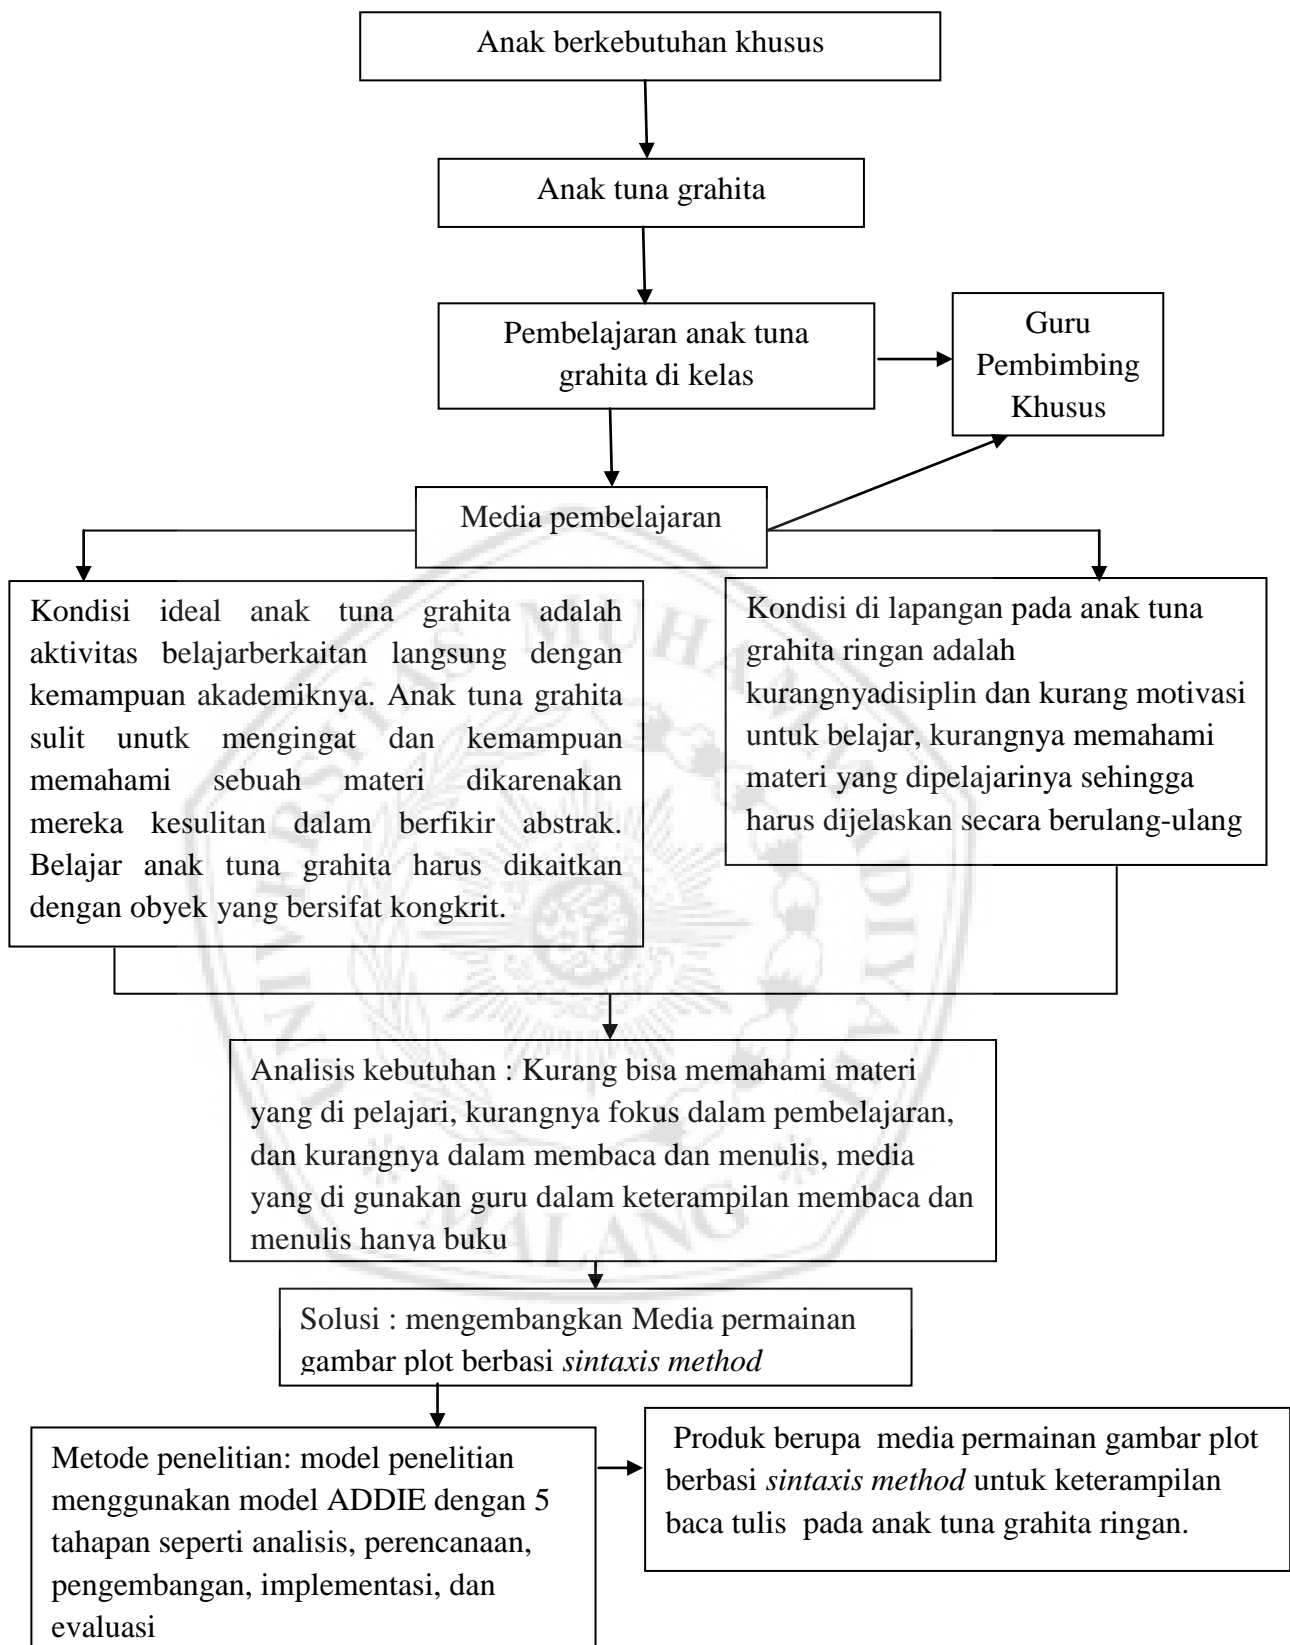 Anak berkebutuhan khusus
Anak tuna grahita
Pembelajaran anak tuna
grahita di kelas
Guru
Pembimbing
Khusus
Media pembelajaran
Kondisi ideal anak tuna grahita adalah
aktivitas belajarberkaitan langsung dengan
kemampuan akademiknya. Anak tuna grahita
sulit unutk mengingat dan kemampuan
memahami sebuah materi dikarenakan
mereka kesulitan dalam berfikir abstrak.
Belajar anak tuna grahita harus dikaitkan
dengan obyek yang bersifat kongkrit.
Kondisi di lapangan pada anak tuna
grahita ringan adalah
kurangnyadisiplin dan kurang motivasi
untuk belajar, kurangnya memahami
materi yang dipelajarinya sehingga
harus dijelaskan secara berulang-ulang
Analisis kebutuhan : Kurang bisa memahami materi
yang di pelajari, kurangnya fokus dalam pembelajaran,
dan kurangnya dalam membaca dan menulis, media
yang di gunakan guru dalam keterampilan membaca dan
menulis hanya buku
Solusi : mengembangkan Media permainan
gambar plot berbasi sintaxis method
Metode penelitian: model penelitian
menggunakan model ADDIE dengan 5
tahapan seperti analisis, perencanaan,
pengembangan, implementasi, dan
evaluasi
Produk berupa  media permainan gambar plot
berbasi sintaxis method untuk keterampilan
baca tulis  pada anak tuna grahita ringan.
UNIVERSITAS MUHAMMADIYAH
* MALANG *